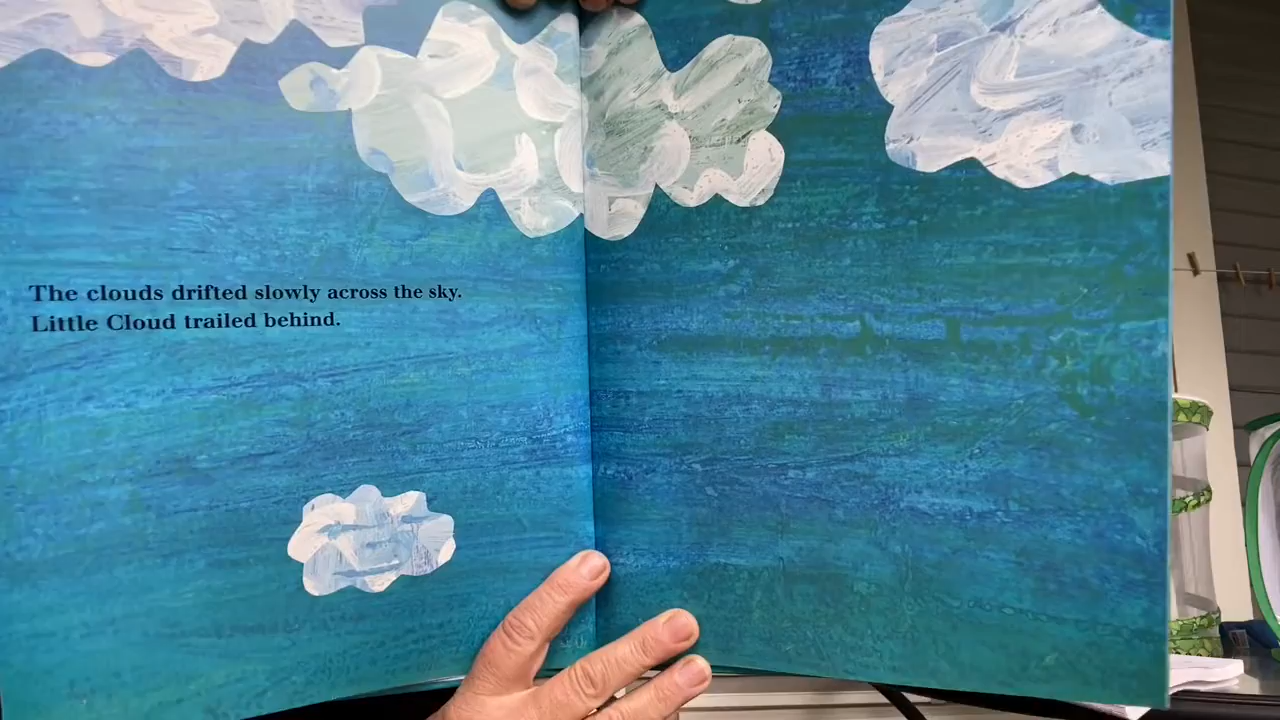 The clouds drifted slowly across the sky.
Little Cloud trailed behind.